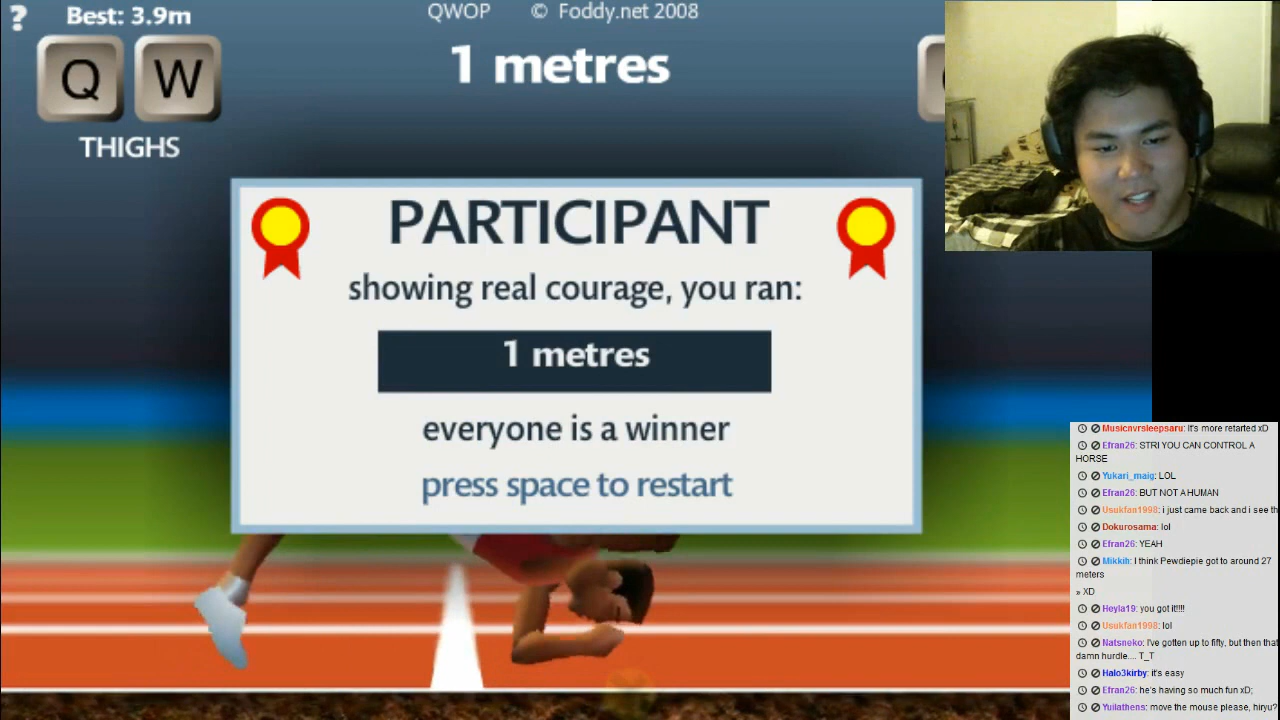 ?
Best: 3.9m
QWOP © Foddy.net 2008
1 metres
Q W
THIGHS
PARTICIPANT
showing real courage, you ran:
1 metres
everyone is a winner
press space to restart
Musicnvrsleepsaru: It's more retarted xD
Efran26: STRI YOU CAN CONTROL A
HORSE
Yukari_maig: LOL
Efran26: BUT NOT A HUMAN
Usukfan1998: i just came back and i see th
Dokurosama: lol
Efran26: YEAH
Mikkih: I think Pewdiepie got to around 27
meters
» XD
Heyla19: you got it!!!!
Usukfan1998: lol
Natsneko: I've gotten up to fifty, but then that
damn hurdle.... T_T
Halo3kirby: it's easy
Efran26: he's having so much fun xD;
Yuilathens: move the mouse please, hiryu?